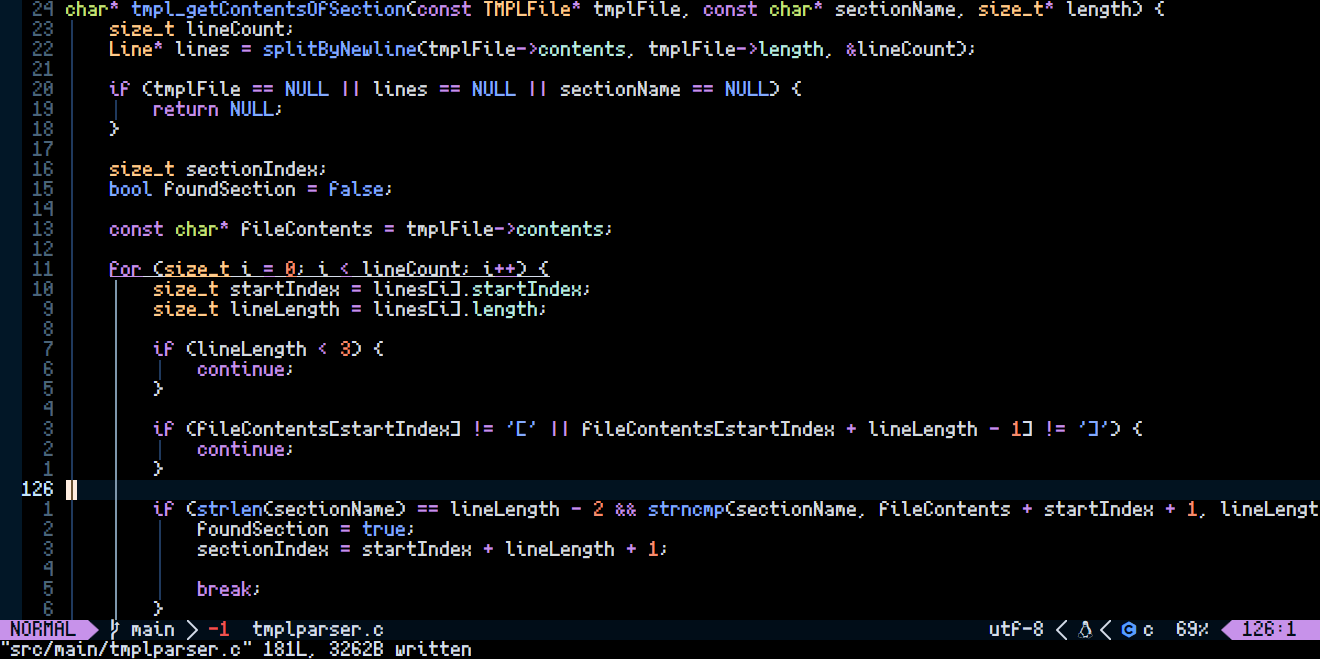 24 char* tmpl_getContentsOfSection(const TMPLFile* tmplFile, const char* sectionName, size_t* length) {
23     size_t lineCount;
22     Line* lines = splitByNewline(tmplFile->contents, tmplFile->length, &lineCount);
21
20     if (tmplFile == NULL || lines == NULL || sectionName == NULL) {
19         return NULL;
18     }
17
16     size_t sectionIndex;
15     bool foundSection = false;
14
13     const char* fileContents = tmplFile->contents;
12
11     for (size_t i = 0; i < lineCount; i++) {
10         size_t startIndex = lines[i].startIndex;
9         size_t lineLength = lines[i].length;
8
7         if (lineLength < 3) {
6             continue;
5         }
4
3         if (fileContents[startIndex] != '[' || fileContents[startIndex + lineLength - 1] != ']') {
2             continue;
1         }
126
1         if (strlen(sectionName) == lineLength - 2 && strncmp(sectionName, fileContents + startIndex + 1, lineLengt
2             foundSection = true;
3             sectionIndex = startIndex + lineLength + 1;
4
5             break;
6         }
NORMAL main -1 tmplparser.c utf-8 < < c 69% 126:1
"src/main/tmplparser.c" 181L, 3262B written